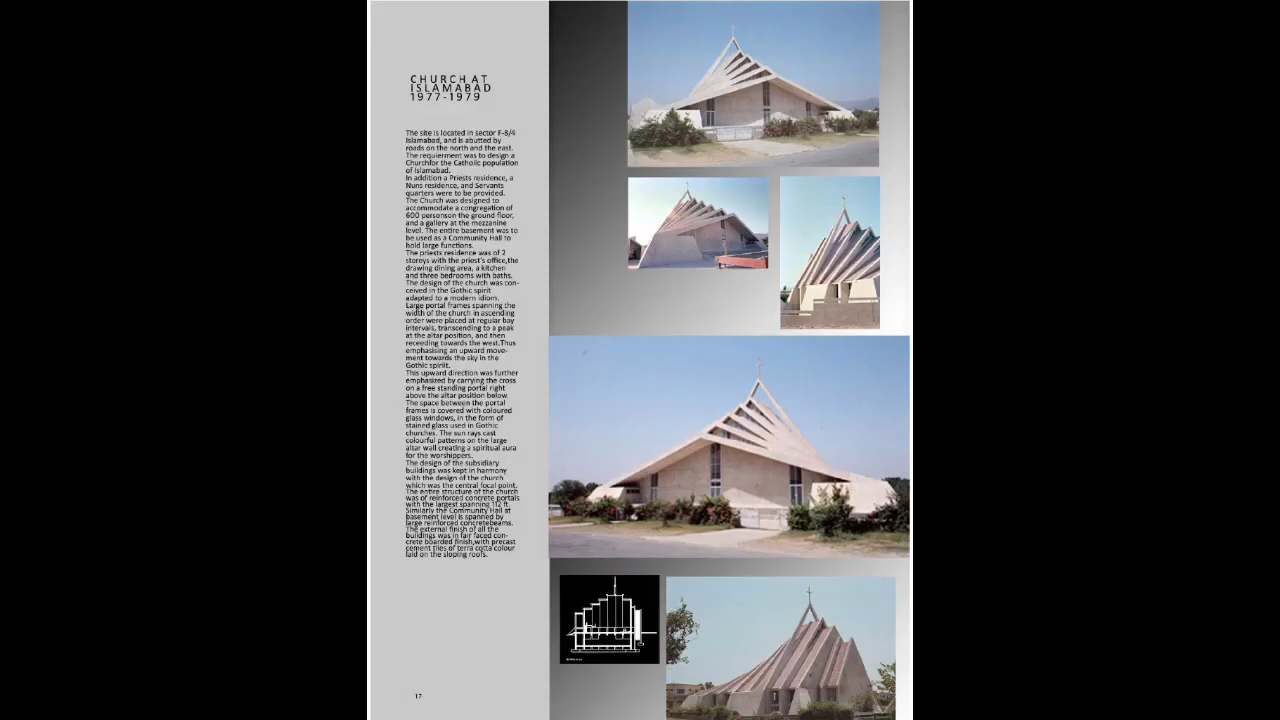 CHURCH AT
ISLAMABAD
1977-1979
The site is located in sector F-8/4
Islamabad, and is abutted by
roads on the north and the east.
The requierment was to design a
Churchfor the Catholic population
of Islamabad.
In addition a Priests residence, a
Nuns residence, and Servants
quarters were to be provided.
The Church was designed to
accommodate a congregation of
600 personson the ground floor,
and a gallery at the mezzanine
level. The entire basement was to
be used as a Community Hall to
hold large functions.
The priests residence was of 2
storeys with the priest's office,the
drawing dining area, a kitchen
and three bedrooms with baths.
The design of the church was con-
ceived in the Gothic spirit
adapted to a modern idiom.
Large portal frames spanning the
width of the church in ascending
order were placed at regular bay
intervals, transcending to a peak
at the altar position, and then
receeding towards the west.Thus
emphasising an upward move-
ment towards the sky in the
Gothic spirlit.
This upward direction was further
emphasized by carrying the cross
on a free standing portal right
above the altar position below.
The space between the portal
frames is covered with coloured
glass windows, in the form of
stained glass used in Gothic
churches. The sun rays cast
colourful patterns on the large
altar wall creating a spiritual aura
for the worshippers.
The design of the subsidiary
buildings was kept in harmony
with the design of the church
which was the central focal point.
The entire structure of the church
was of reinforced concrete portals
with the largest spanning 112 ft.
Similarly the Community Hall at
basement level is spanned by
large reinforced concretebeams.
The external finish of all the
buildings was in fair faced con-
crete boarded finish,with precast
cement tiles of terra cotta colour
laid on the sloping roofs.
17